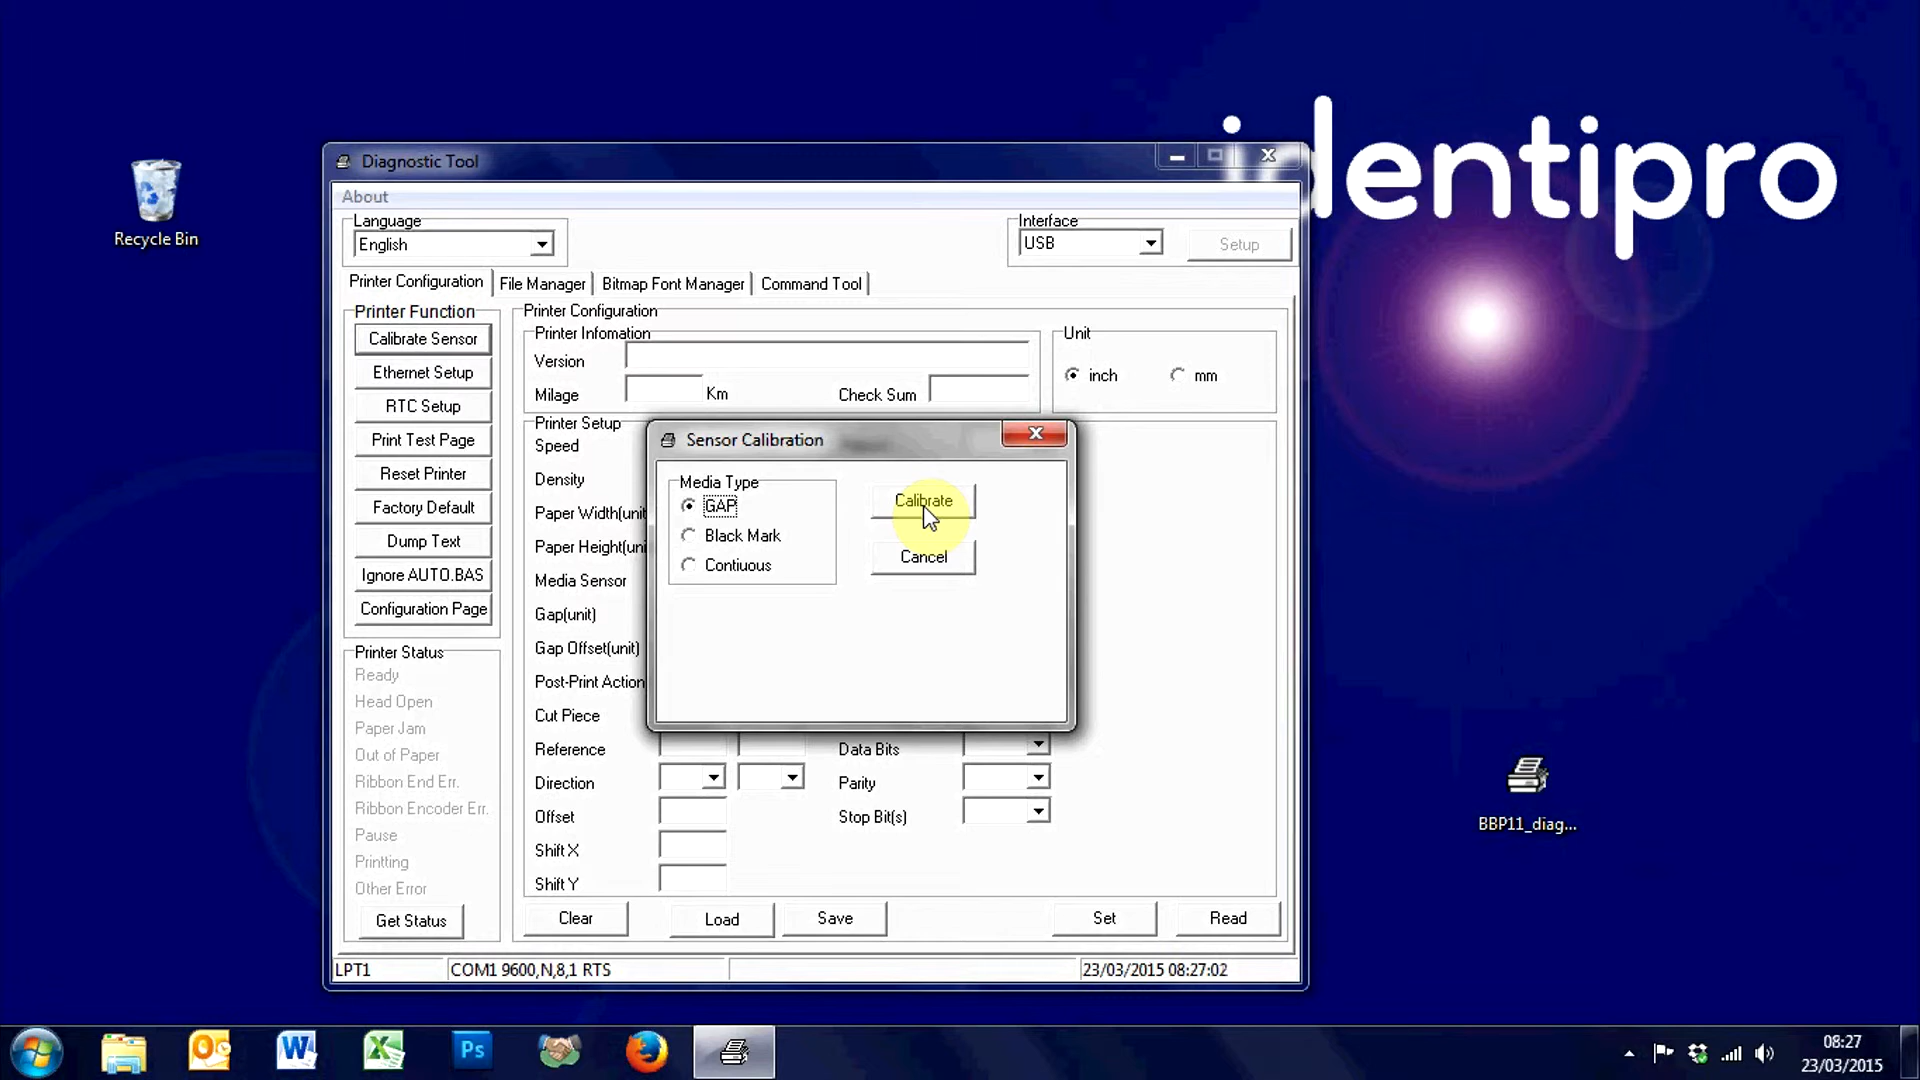 identipro
Recycle Bin
Diagnostic Tool
About
Language
English
Interface
USB
Setup
Printer Configuration
File Manager
Bitmap Font Manager
Command Tool
Printer Function
Calibrate Sensor
Ethernet Setup
RTC Setup
Print Test Page
Reset Printer
Factory Default
Dump Text
Ignore AUTO.BAS
Configuration Page
Printer Configuration
Printer Infomation
Version
Milage
Km
Check Sum
Unit
inch
mm
Printer Setup
Speed
Density
Paper Width(unit
Paper Height(uni
Media Sensor
Gap(unit)
Gap Offset(unit)
Post-Print Action
Cut Piece
Reference
Direction
Offset
Shift X
Shift Y
Data Bits
Parity
Stop Bit(s)
Sensor Calibration
Media Type
GAP
Black Mark
Contiuous
Calibrate
Cancel
Printer Status
Ready
Head Open
Paper Jam
Out of Paper
Ribbon End Err.
Ribbon Encoder Err.
Pause
Printting
Other Error
Get Status
Clear
Load
Save
Set
Read
LPT1
COM1 9600,N,8,1 RTS
23/03/2015 08:27:02
BBP11_diag...
Ps
08:27
23/03/2015